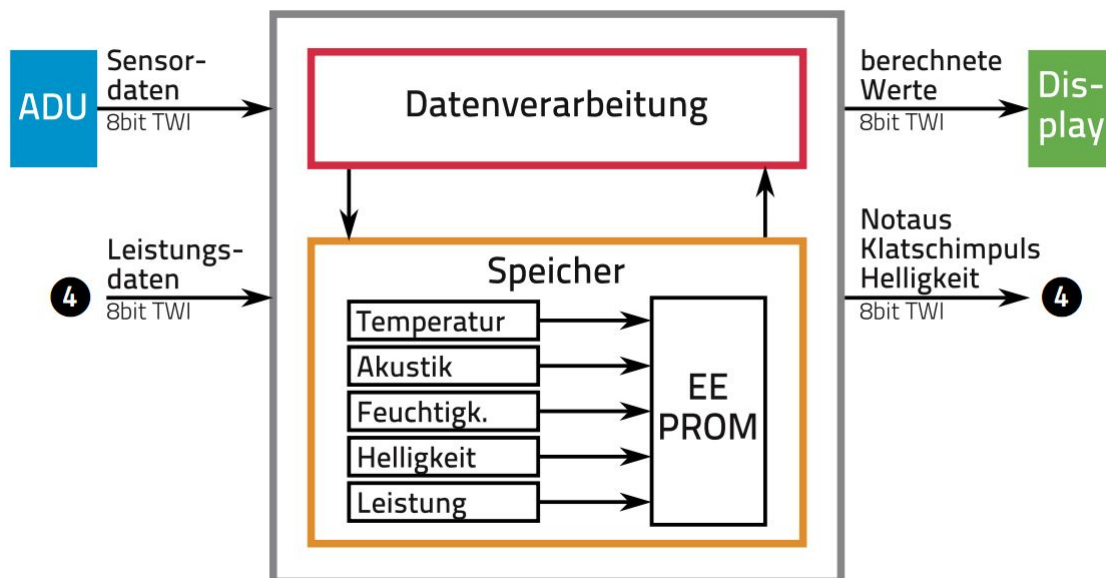 ADU
Sensor-
daten
8bit TWI
Datenverarbeitung
berechnete
Werte
8bit TWI
Dis-
play
4
Leistungs-
daten
8bit TWI
Speicher
Temperatur
Akustik
Feuchtigk.
Helligkeit
Leistung
EE
PROM
Notaus
Klatschimpuls
Helligkeit
8bit TWI
4